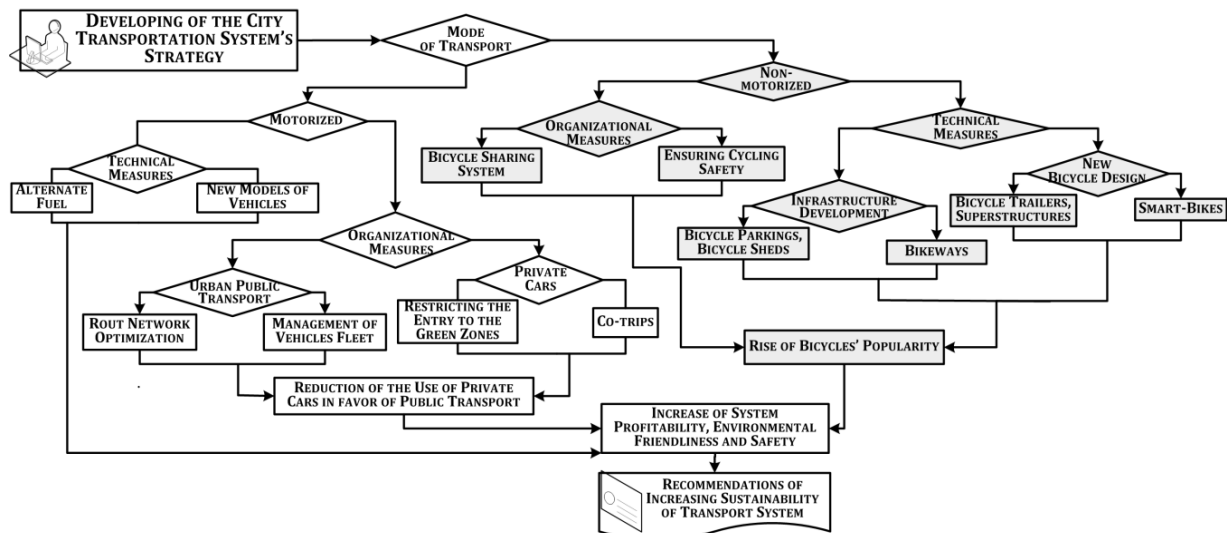 DEVELOPING OF THE CITY
TRANSPORTATION SYSTEM'S
STRATEGY
MODE
OF TRANSPORT
NON-
MOTORIZED
MOTORIZED
ORGANIZATIONAL
MEASURES
TECHNICAL
MEASURES
TECHNICAL
MEASURES
BICYCLE SHARING
SYSTEM
ENSURING CYCLING
SAFETY
NEW
BICYCLE DESIGN
ALTERNATE
FUEL
NEW MODELS OF
VEHICLES
INFRASTRUCTURE
DEVELOPMENT
BICYCLE TRAILERS,
SUPERSTRUCTURES
SMART-BIKES
ORGANIZATIONAL
MEASURES
BICYCLE PARKINGS,
BICYCLE SHEDS
BIKEWAYS
URBAN PUBLIC
TRANSPORT
PRIVATE
CARS
ROUT NETWORK
OPTIMIZATION
MANAGEMENT OF
VEHICLES FLEET
RESTRICTING THE
ENTRY TO THE
GREEN ZONES
CO-TRIPS
RISE OF BICYCLES' POPULARITY
REDUCTION OF THE USE OF PRIVATE
CARS IN FAVOR OF PUBLIC TRANSPORT
INCREASE OF SYSTEM
PROFITABILITY, ENVIRONMENTAL
FRIENDLINESS AND SAFETY
RECOMMENDATIONS OF
INCREASING SUSTAINABILITY
OF TRANSPORT SYSTEM